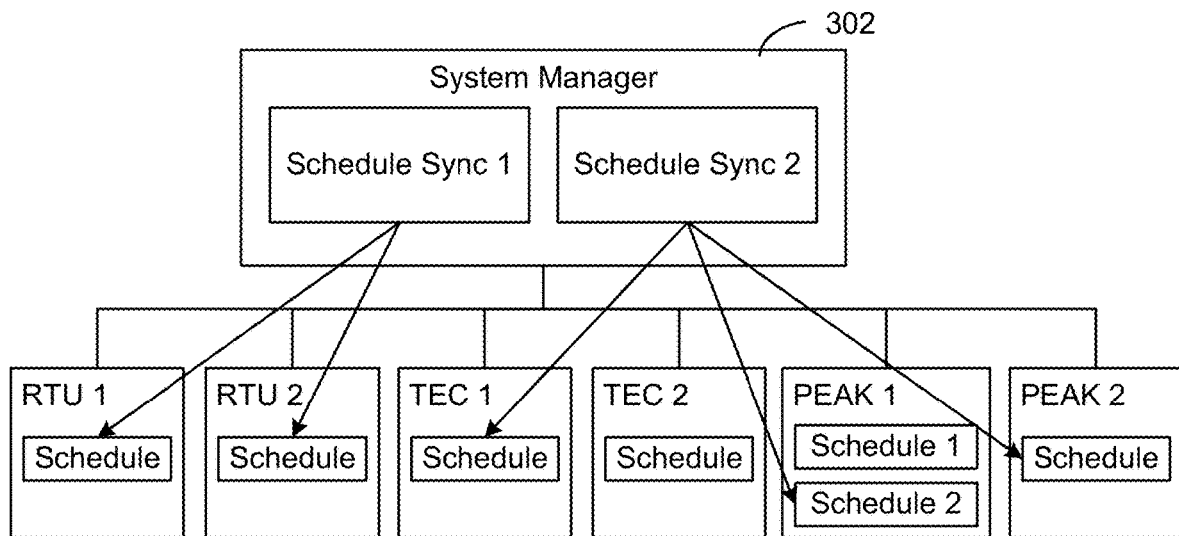 302
System Manager
Schedule Sync 1
Schedule Sync 2
RTU 1
Schedule
RTU 2
Schedule
TEC 1
Schedule
TEC 2
Schedule
PEAK 1
Schedule 1
Schedule 2
PEAK 2
Schedule